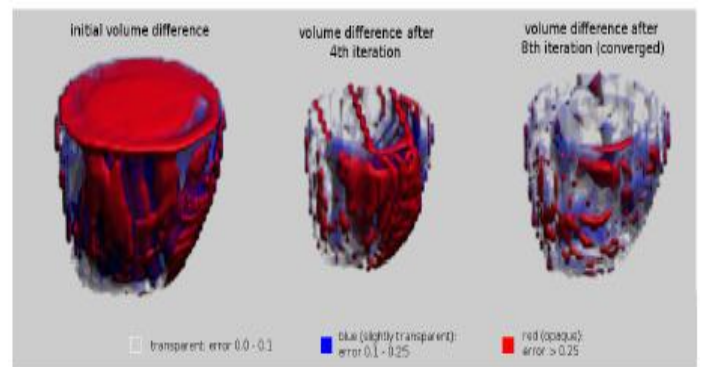 initial volume difference
volume difference after
4th iteration
volume difference after
8th iteration (converged)
transparent: error 0.0 - 0.1
blue (slightly transparent):
error 0.1 - 0.25
red (opaque):
error > 0.25